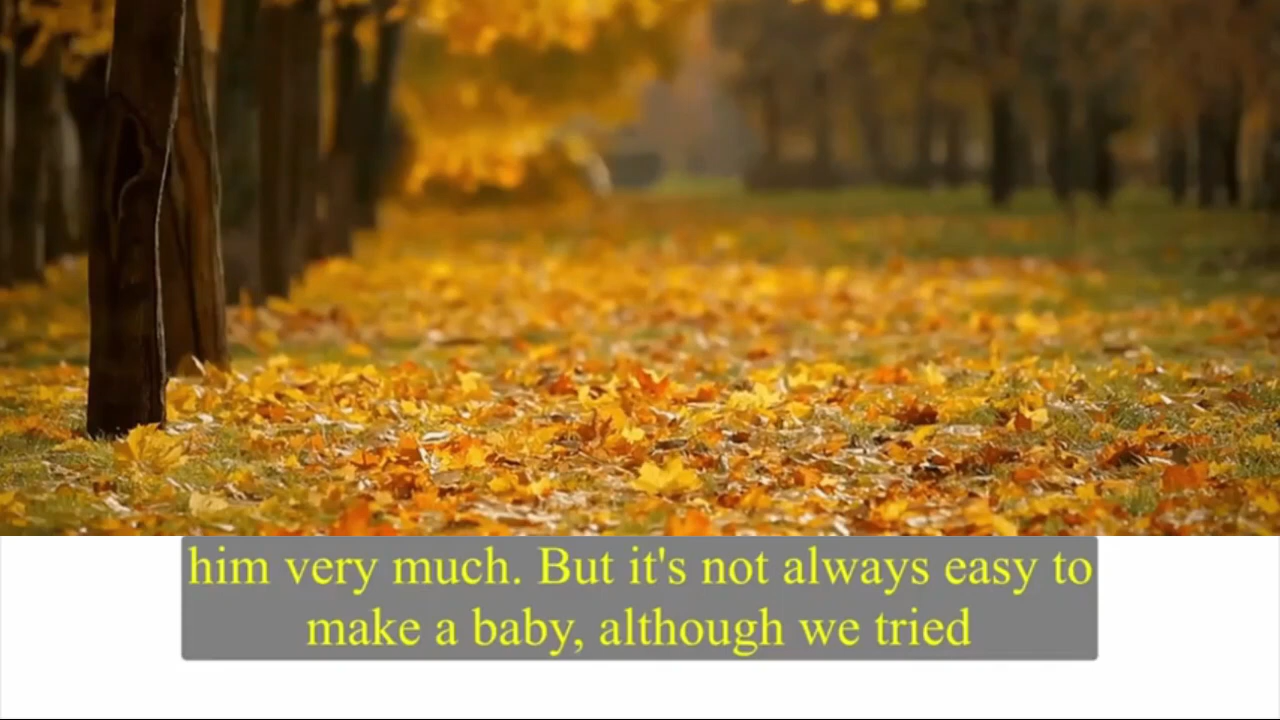 him very much. But it's not always easy to
make a baby, although we tried